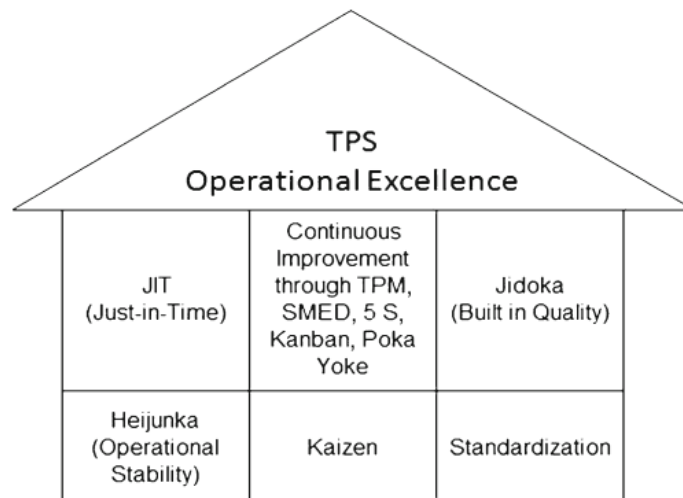 TPS
Operational Excellence
JIT
(Just-in-Time)
Continuous
Improvement
through TPM,
SMED, 5 S,
Kanban, Poka
Yoke
Jidoka
(Built in Quality)
Heijunka
(Operational
Stability)
Kaizen
Standardization